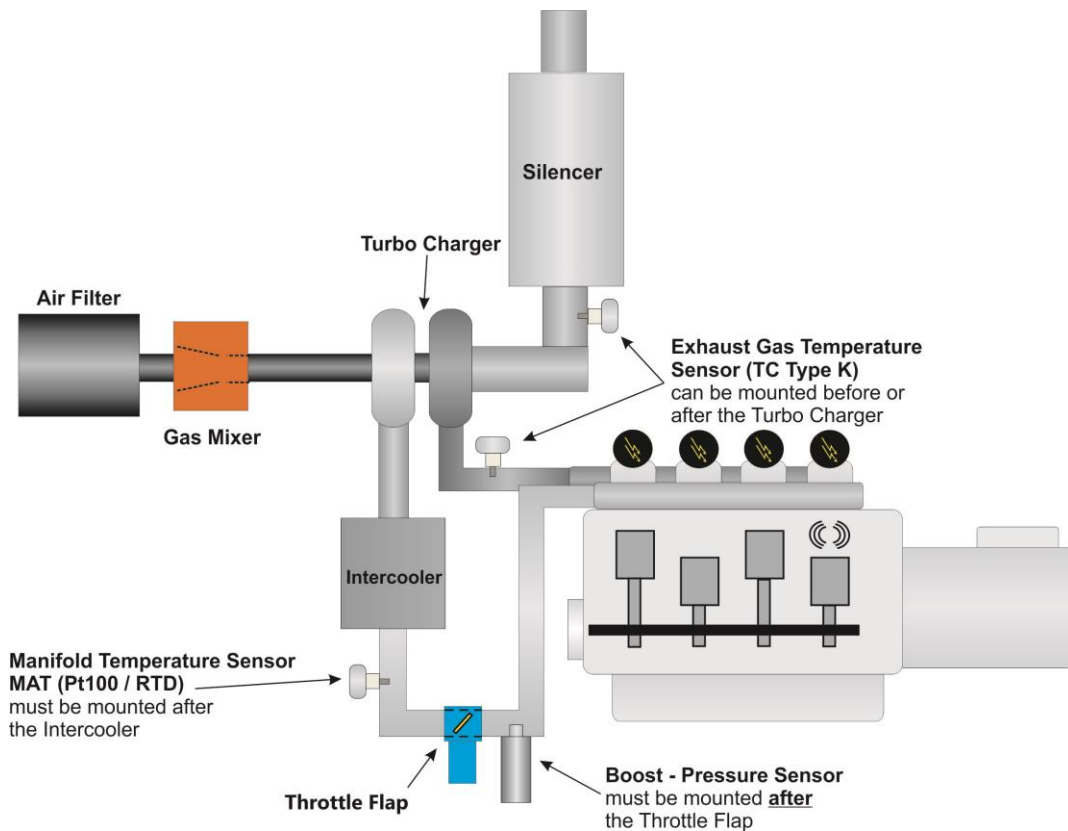 Silencer
Turbo Charger
Air Filter
Gas Mixer
Exhaust Gas Temperature
Sensor (TC Type K)
can be mounted before or
after the Turbo Charger
Intercooler
Manifold Temperature Sensor
MAT (Pt100 / RTD)
must be mounted after
the Intercooler
Throttle Flap
Boost - Pressure Sensor
must be mounted after
the Throttle Flap